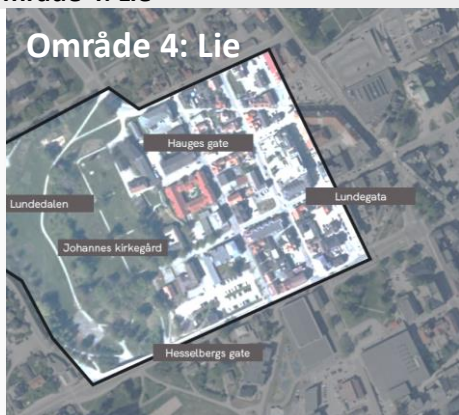 Område 4: Lie
Hauges gate
Lundedalen
Lundegata
Johannes kirkegård
Hesselbergs gate